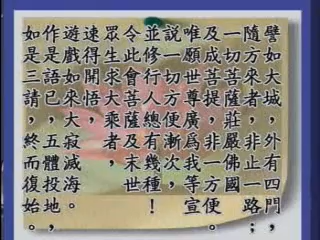 譬如大城，外有四門，
隨方來者，非止一路；
一切菩薩，莊嚴佛國
及成菩提，非一方便。
唯願世尊，廣為我等宣
說一切方便漸次，
並修行人總有幾種！
令此會菩薩及末世
眾生求大乘者，
速得開悟，
遊戲如來大寂滅海。
作是語已，五體投地，
如是三請，終而復始。